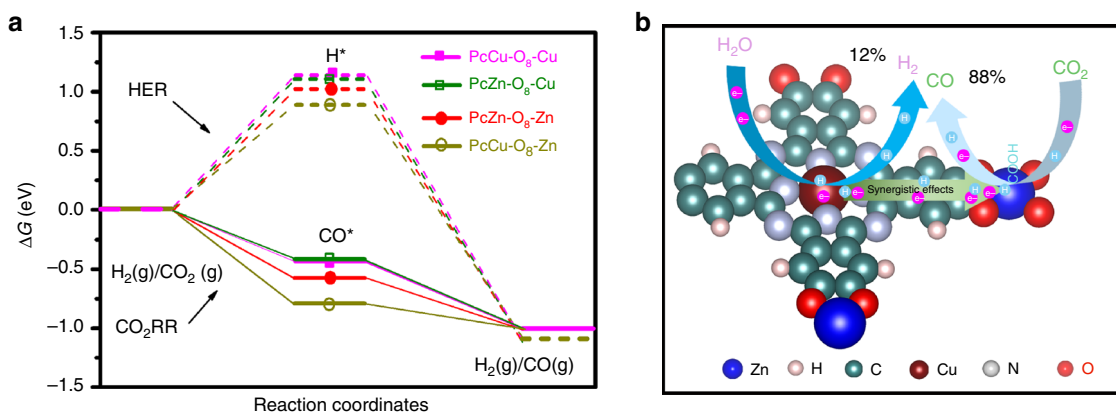 a
1.5
1.0
0.5
0.0
−0.5
−1.0
−1.5
ΔG (eV)
Reaction coordinates
HER
H*
PcCu-O₈-Cu
PcZn-O₈-Cu
PcZn-O₈-Zn
PcCu-O₈-Zn
CO*
H₂(g)/CO₂ (g)
CO₂RR
H₂(g)/CO(g)
b
H₂O
12%
H₂
CO
88%
CO₂
e−
e−
H
H
H
H
H
e−
e−
H
COOH
H
H
e−
Synergistic effects
e−
e−
e−
e−
H
H
Zn
H
C
Cu
N
O